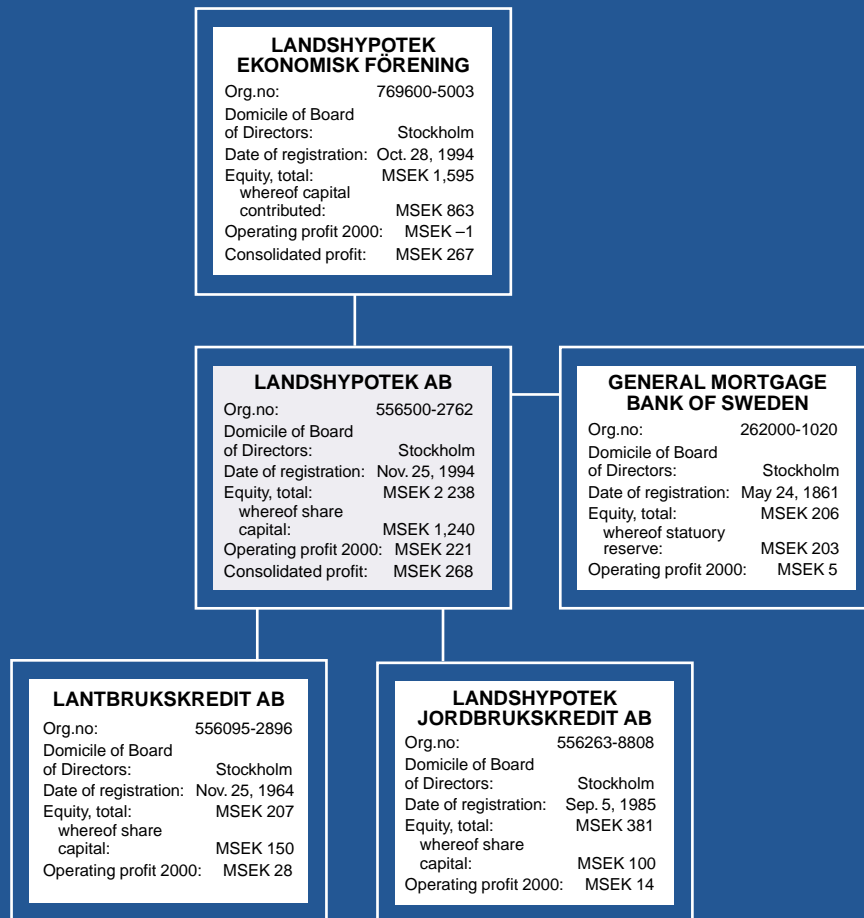 LANDSHYPOTEK
EKONOMISK FÖRENING
Org.no: 769600-5003
Domicile of Board
of Directors: Stockholm
Date of registration: Oct. 28, 1994
Equity, total: MSEK 1,595
whereof capital
contributed: MSEK 863
Operating profit 2000: MSEK –1
Consolidated profit: MSEK 267
LANDSHYPOTEK AB
Org.no: 556500-2762
Domicile of Board
of Directors: Stockholm
Date of registration: Nov. 25, 1994
Equity, total: MSEK 2 238
whereof share
capital: MSEK 1,240
Operating profit 2000: MSEK 221
Consolidated profit: MSEK 268
GENERAL MORTGAGE
BANK OF SWEDEN
Org.no: 262000-1020
Domicile of Board
of Directors: Stockholm
Date of registration: May 24, 1861
Equity, total: MSEK 206
whereof statuory
reserve: MSEK 203
Operating profit 2000: MSEK 5
LANTBRUKSKREDIT AB
Org.no: 556095-2896
Domicile of Board
of Directors: Stockholm
Date of registration: Nov. 25, 1964
Equity, total: MSEK 207
whereof share
capital: MSEK 150
Operating profit 2000: MSEK 28
LANDSHYPOTEK
JORDBRUKSKREDIT AB
Org.no: 556263-8808
Domicile of Board
of Directors: Stockholm
Date of registration: Sep. 5, 1985
Equity, total: MSEK 381
whereof share
capital: MSEK 100
Operating profit 2000: MSEK 14